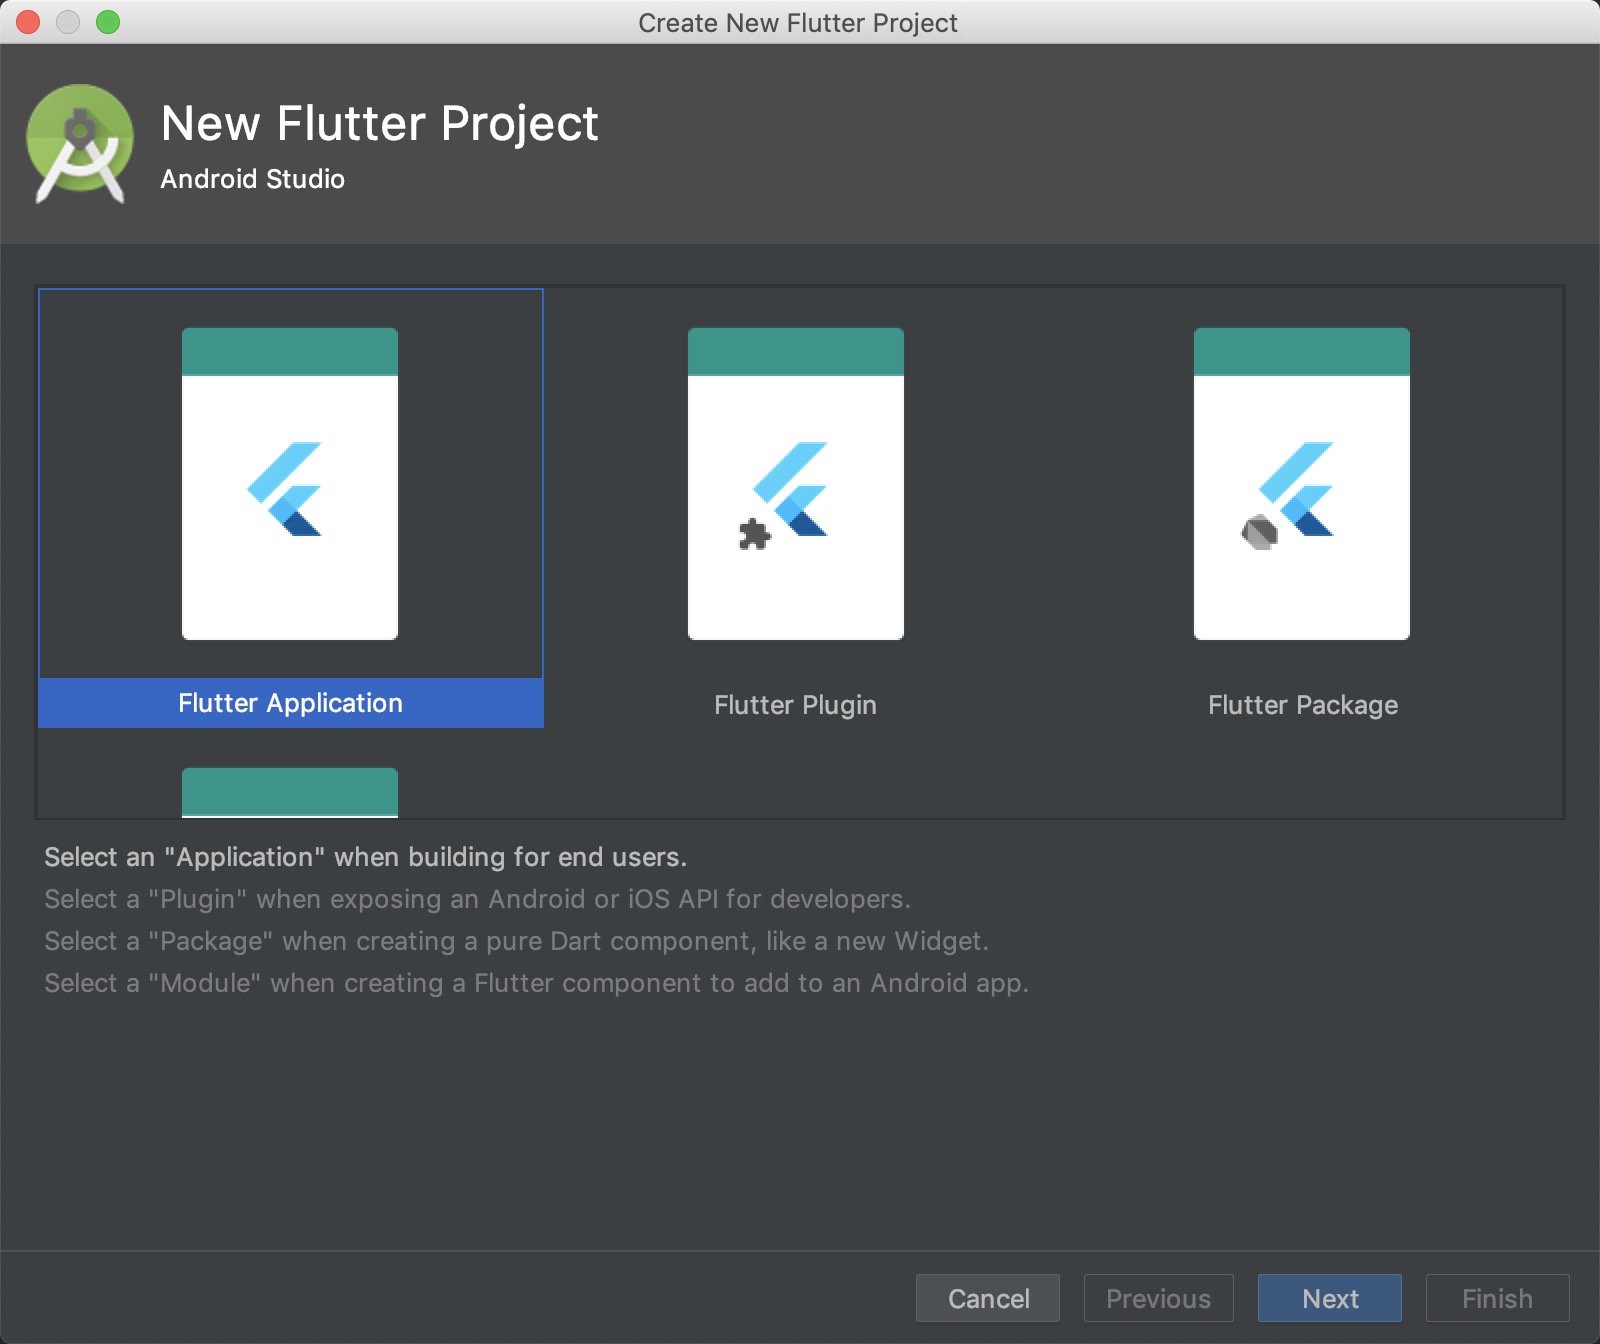 Create New Flutter Project
New Flutter Project
Android Studio
Flutter Application
Flutter Plugin
Flutter Package
Select an "Application" when building for end users.
Select a "Plugin" when exposing an Android or iOS API for developers.
Select a "Package" when creating a pure Dart component, like a new Widget.
Select a "Module" when creating a Flutter component to add to an Android app.
Cancel
Previous
Next
Finish